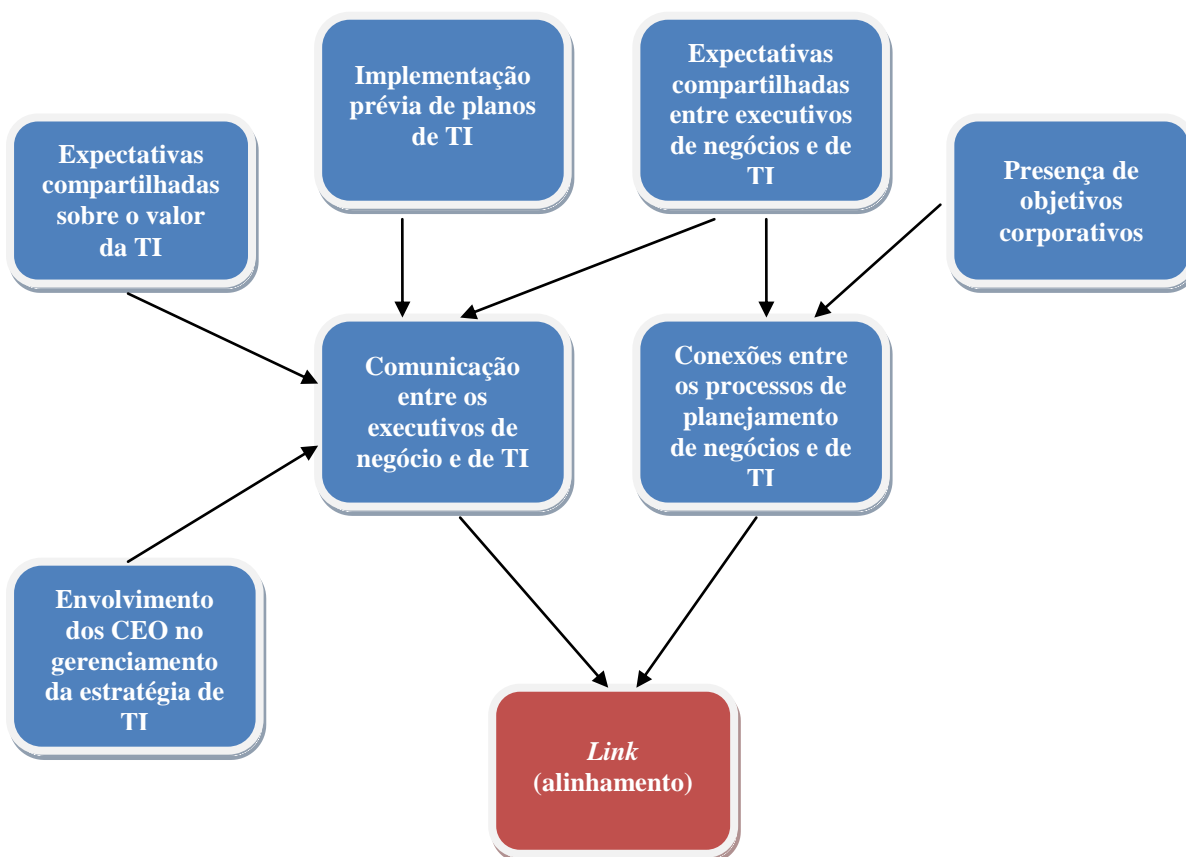 Implementação
prévia de planos
de TI
Expectativas
compartilhadas
entre executivos
de negócios e de
TI
Expectativas
compartilhadas
sobre o valor
da TI
Presença de
objetivos
corporativos
Comunicação
entre os
executivos de
negócio e de TI
Conexões entre
os processos de
planejamento
de negócios e de
TI
Envolvimento
dos CEO no
gerenciamento
da estratégia de
TI
Link
(alinhamento)